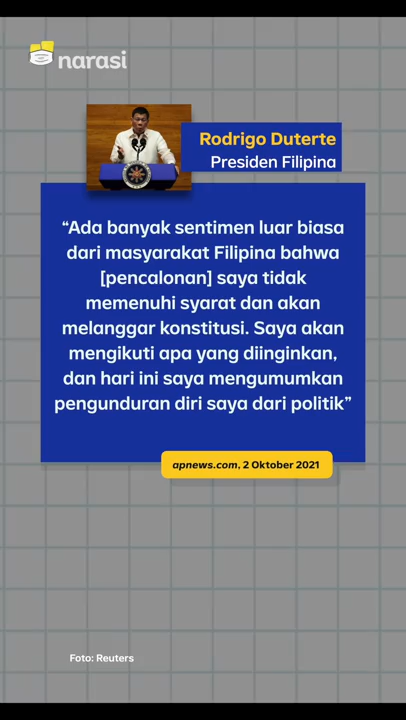 narasi
Rodrigo Duterte
Presiden Filipina
“Ada banyak sentimen luar biasa
dari masyarakat Filipina bahwa
[pencalonan] saya tidak
memenuhi syarat dan akan
melanggar konstitusi. Saya akan
mengikuti apa yang diinginkan,
dan hari ini saya mengumumkan
pengunduran diri saya dari politik”
apnews.com, 2 Oktober 2021
Foto: Reuters